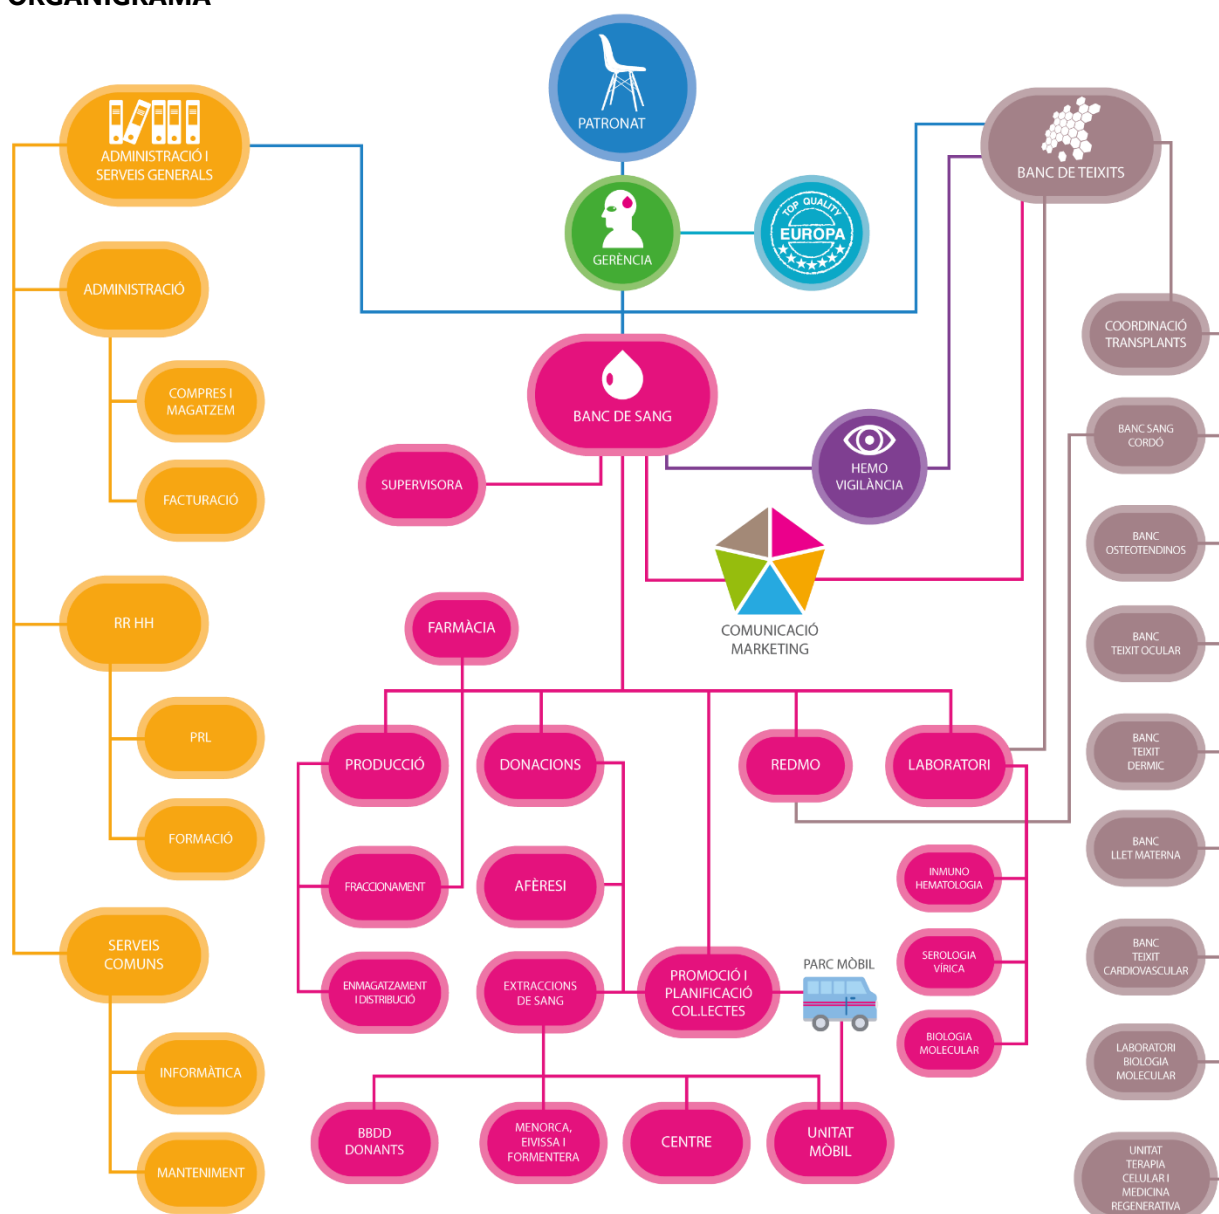 ORGANIGRAMA
PATRONAT
ADMINISTRACIÓ I
SERVEIS GENERALS
BANC DE TEIXITS
GERÈNCIA
TOP QUALITY
EUROPA
ADMINISTRACIÓ
COMPRES I
MAGATZEM
FACTURACIÓ
RR HH
PRL
FORMACIÓ
SERVEIS
COMUNS
INFORMÀTICA
MANTENIMENT
BANC DE SANG
SUPERVISORA
HEMO
VIGILÀNCIA
COMUNICACIÓ
MARKETING
FARMÀCIA
PRODUCCIÓ
DONACIONS
REDMO
LABORATORI
FRACCIONAMENT
AFÈRESI
INMUNO
HEMATOLOGIA
ENMAGATZAMENT
I DISTRIBUCIÓ
EXTRACCIONS
DE SANG
PROMOCIÓ I
PLANIFICACIÓ
COL.LECTES
PARC MÒBIL
SEROLOGIA
VÍRICA
BIOLOGIA
MOLECULAR
BBDD
DONANTS
MENORCA,
EIVISSA I
FORMENTERA
CENTRE
UNITAT
MÒBIL
COORDINACIÓ
TRANSPLANTS
BANC SANG
CORDÓ
BANC
OSTEOTENDINOS
BANC
TEIXIT OCULAR
BANC
TEIXIT
DERMIC
BANC
LLET MATERNA
BANC
TEIXIT
CARDIOVASCULAR
LABORATORI
BIOLOGIA
MOLECULAR
UNITAT
TERAPIA
CELULAR I
MEDICINA
REGENERATIVA